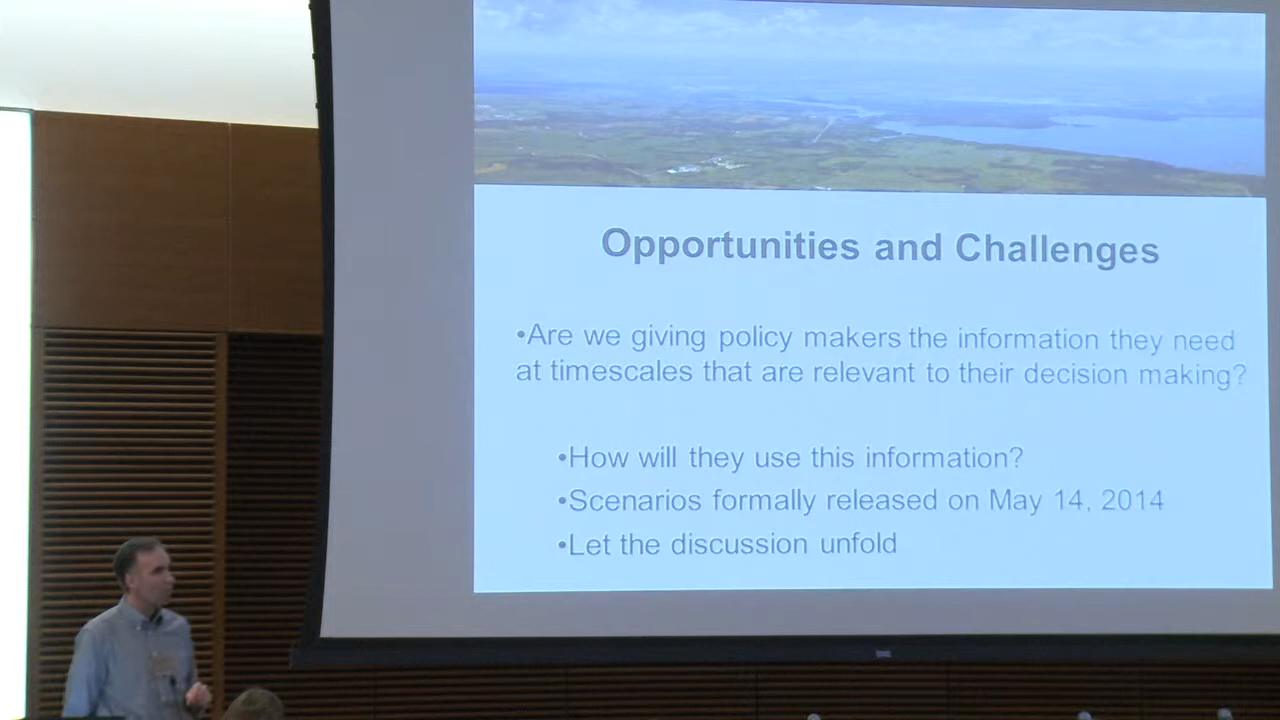 Opportunities and Challenges
•Are we giving policy makers the information they need
at timescales that are relevant to their decision making?
•How will they use this information?
•Scenarios formally released on May 14, 2014
•Let the discussion unfold